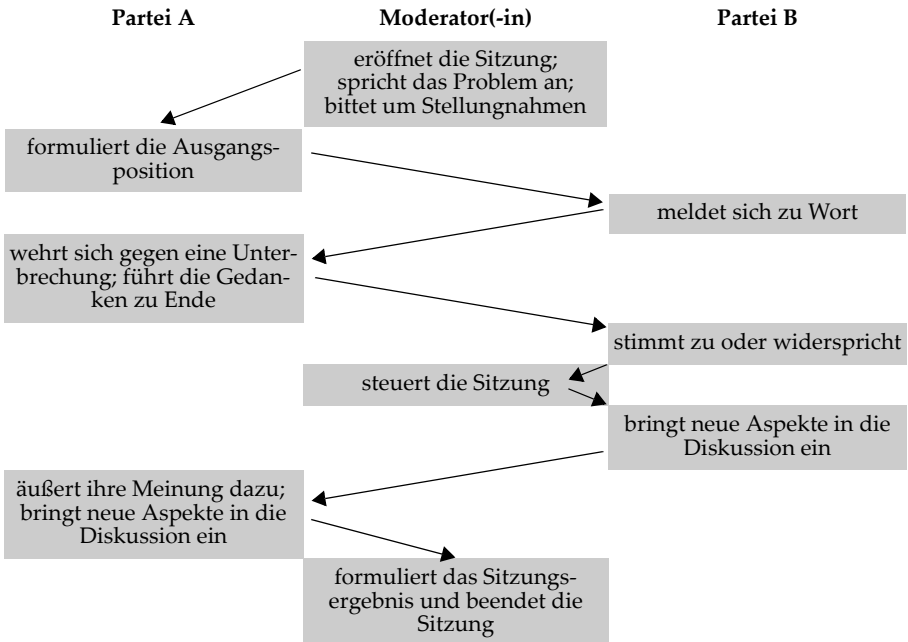 Partei A
Moderator(-in)
Partei B
eröffnet die Sitzung;
spricht das Problem an;
bittet um Stellungnahmen
formuliert die Ausgangs-
position
meldet sich zu Wort
wehrt sich gegen eine Unter-
brechung; führt die Gedan-
ken zu Ende
stimmt zu oder widerspricht
steuert die Sitzung
bringt neue Aspekte in die
Diskussion ein
äußert ihre Meinung dazu;
bringt neue Aspekte in die
Diskussion ein
formuliert das Sitzungs-
ergebnis und beendet die
Sitzung